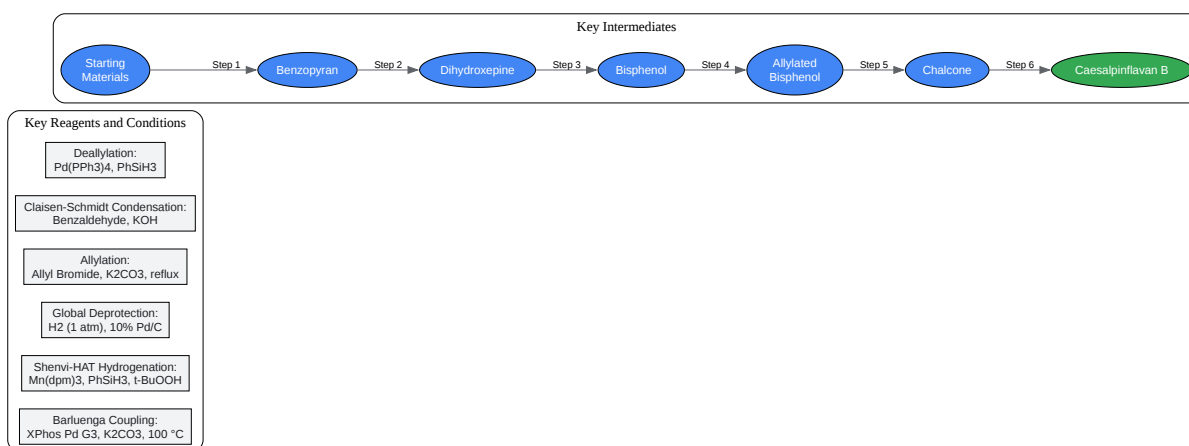 Key Intermediates
Starting
Materials
Step 1
Benzopyran
Step 2
Dihydroxepine
Step 3
Bisphenol
Step 4
Allylated
Bisphenol
Step 5
Chalcone
Step 6
Caesalpinflavan B
Key Reagents and Conditions
Deallylation:
Pd(PPh3)4, PhSiH3
Claisen-Schmidt Condensation:
Benzaldehyde, KOH
Allylation:
Allyl Bromide, K2CO3, reflux
Global Deprotection:
H2 (1 atm), 10% Pd/C
Shenvi-HAT Hydrogenation:
Mn(dpm)3, PhSiH3, t-BuOOH
Barluenga Coupling:
XPhos Pd G3, K2CO3, 100 °C